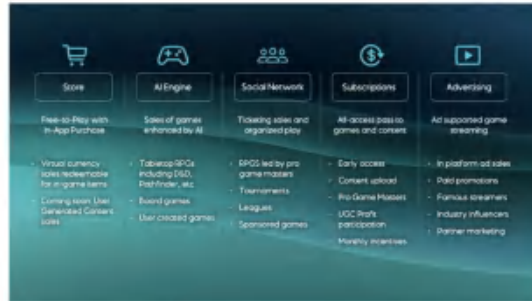 Store
Free-to-Play with
In-App Purchase
- Virtual currency
sales redeemable
for in-game items
- Coming soon: User
Generated Content
sales
AI Engine
Sales of games
enhanced by AI
- Tabletop RPGs
including D&D,
Pathfinder, etc
- Board games
- User created games
Social Network
Ticketing sales and
organized play
- RPGS led by pro
game masters
- Tournaments
- Leagues
- Sponsored games
Subscriptions
All-access pass to
games and content
- Early access
- Content upload
- Pro Game Masters
- UGC Profit
participation
- Monthly incentives
Advertising
Ad supported game
streaming
- In platform ad sales
- Paid promotions
- Famous streamers
- Industry influencers
- Partner marketing